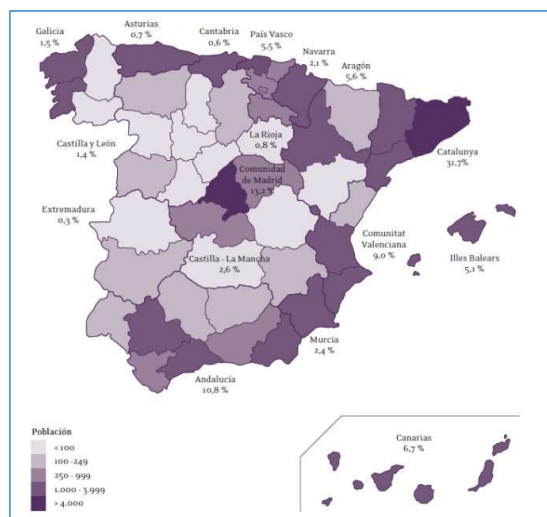 Galicia
1,5 %
Asturias
0,7 %
Cantabria
0,6 %
País Vasco
5,5 %
Navarra
2,1 %
Aragón
5,6 %
Castilla y León
1,4 %
La Rioja
0,8 %
Catalunya
31,7%
Comunidad
de Madrid
13,2 %
Extremadura
0,3 %
Castilla - La Mancha
2,6 %
Comunitat
Valenciana
9,0 %
Illes Balears
5,1 %
Murcia
2,4 %
Andalucía
10,8 %
Canarias
6,7 %
Población
<100
100 -249
250 - 999
1.000 - 3.999
> 4.000